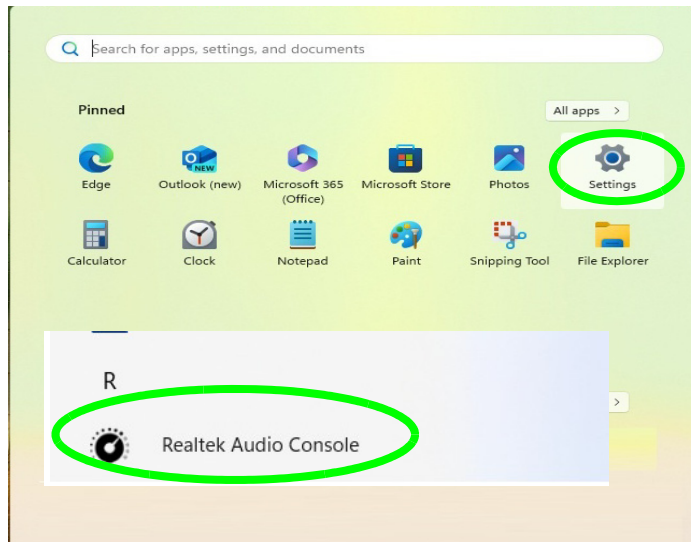 Search for apps, settings, and documents
Pinned
All apps >
Edge
Outlook (new)
Microsoft 365
(Office)
Microsoft Store
Photos
Settings
NEW
Calculator
Clock
Notepad
Paint
Snipping Tool
File Explorer
R
>
Realtek Audio Console